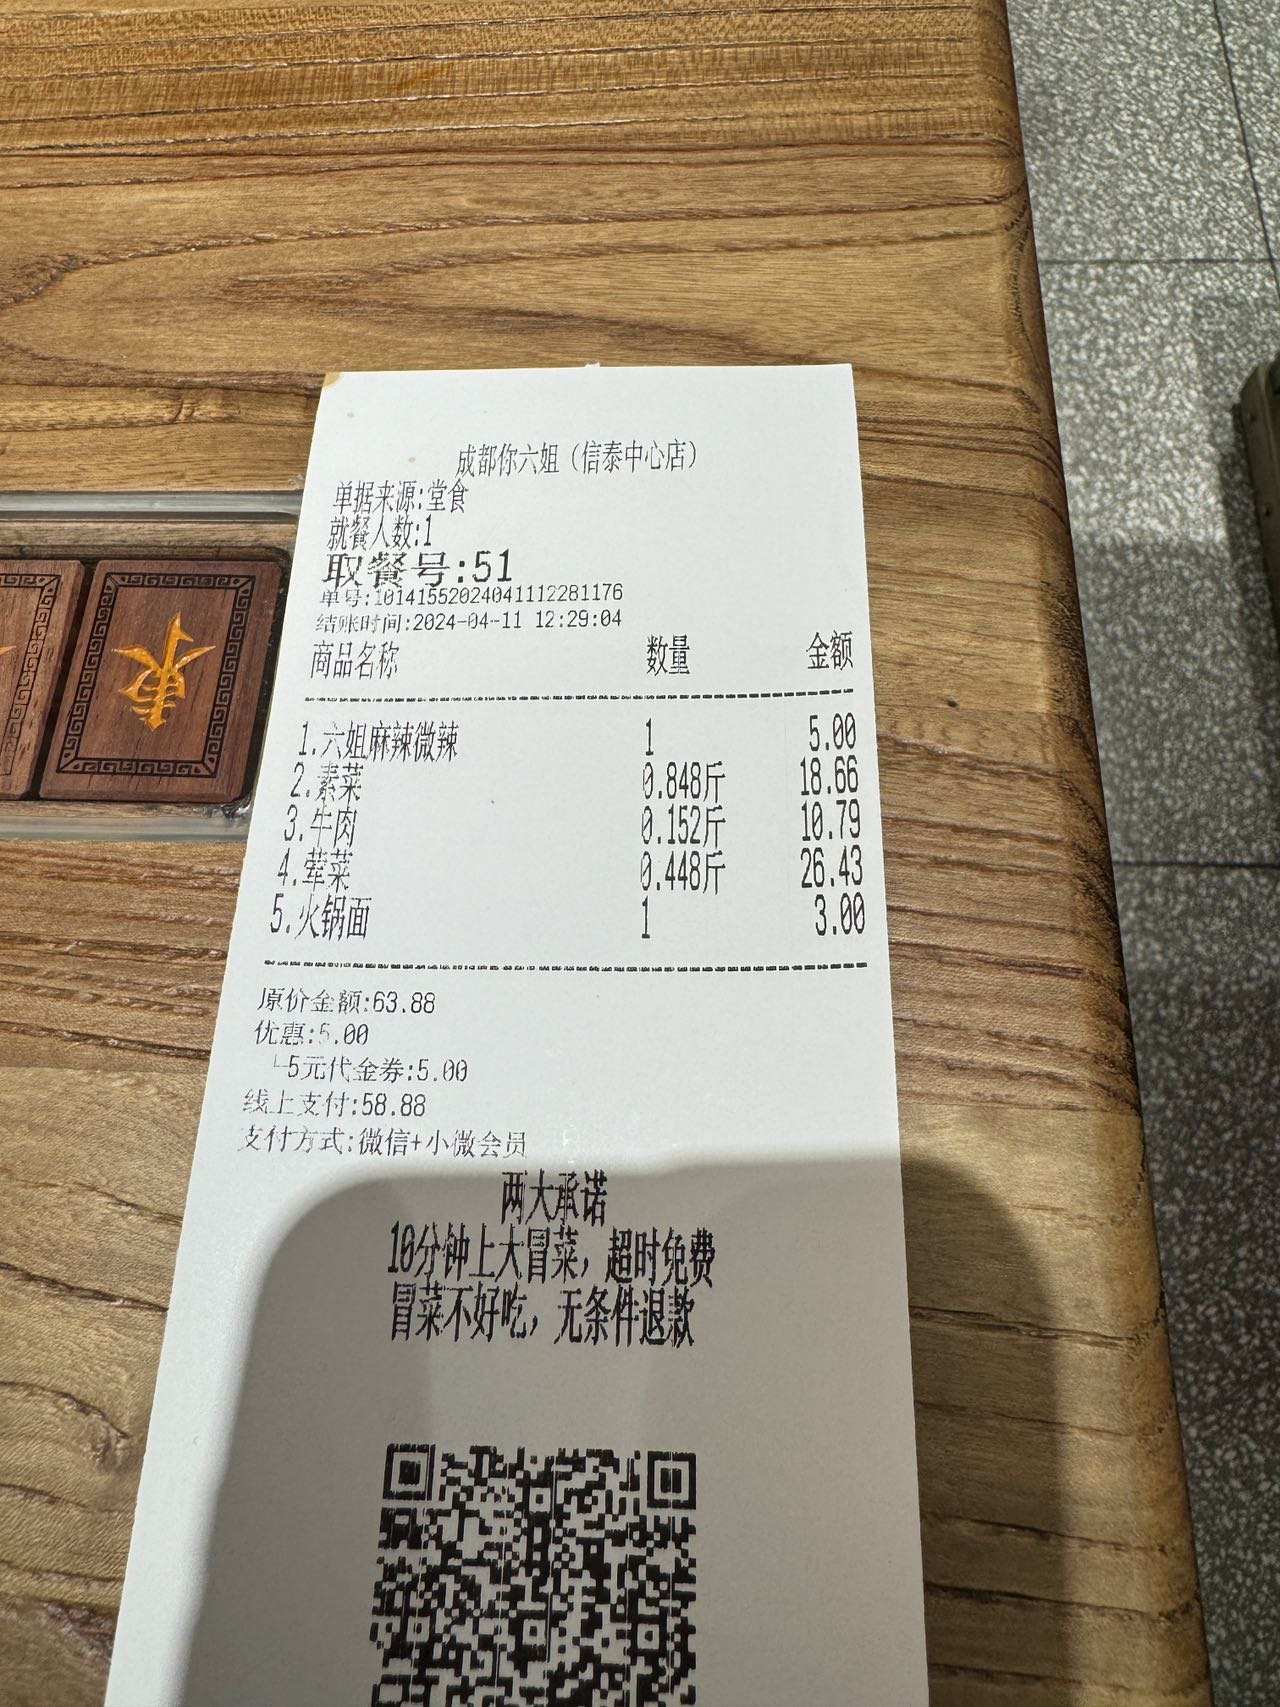 成都你六姐（信泰中心店）
单据来源:堂食
就餐人数:1
取餐号:51
单号:10141552024041112281176
结账时间:2024-04-11 12:29:04
商品名称 数量 金额
1.六姐麻辣微辣 1 5.00
2.素菜 0.848斤 18.66
3.牛肉 0.152斤 10.79
4.荤菜 0.448斤 26.43
5.火锅面 1 3.00
原价金额:63.88
优惠:5.00
└5元代金券:5.00
线上支付:58.88
支付方式:微信+小微会员
两大承诺
10分钟上大冒菜，超时免费
冒菜不好吃，无条件退款